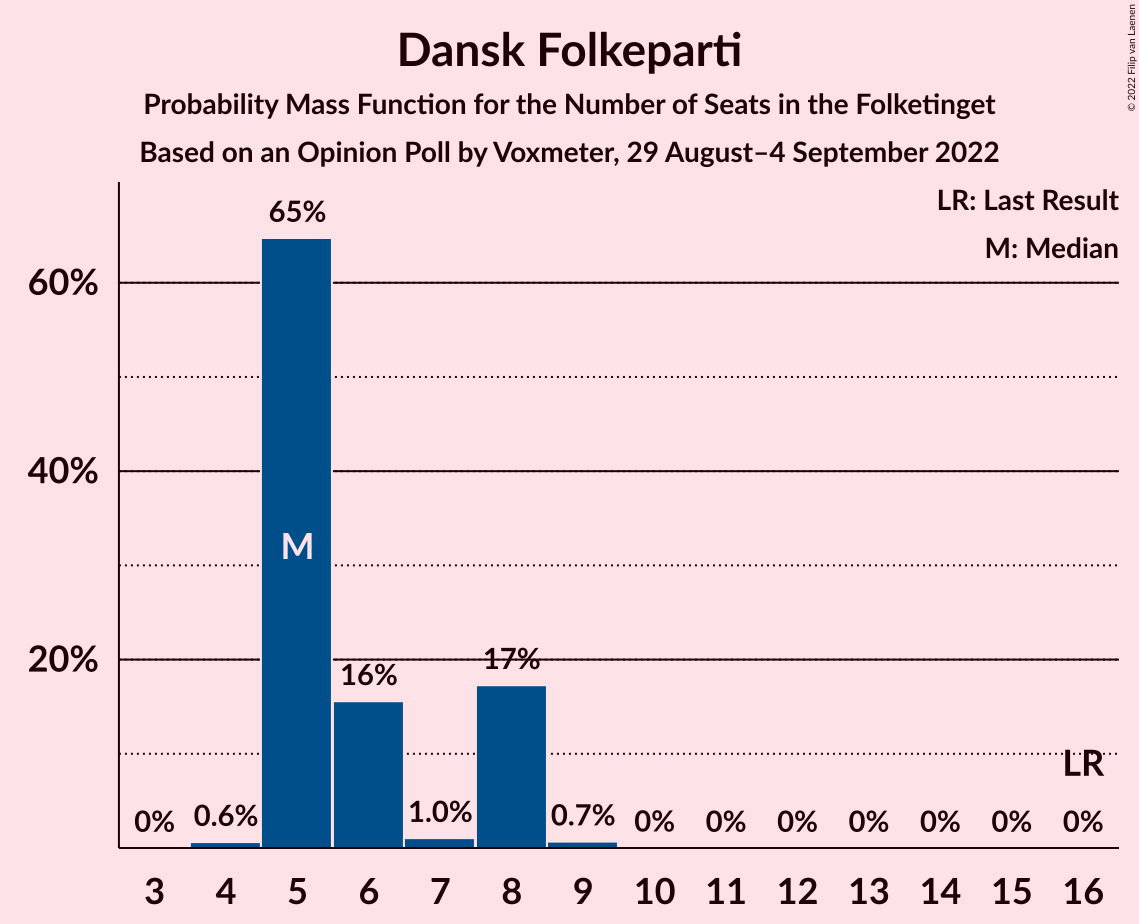 © 2022 Filip van Laenen
Dansk Folkeparti
Probability Mass Function for the Number of Seats in the Folketinget
Based on an Opinion Poll by Voxmeter, 29 August–4 September 2022
LR: Last Result
M: Median
65%
60%
40%
M
20%
17%
16%
LR
0% 0.6% 1.0% 0.7% 0% 0% 0% 0% 0% 0% 0%
3 4 5 6 7 8 9 10 11 12 13 14 15 16